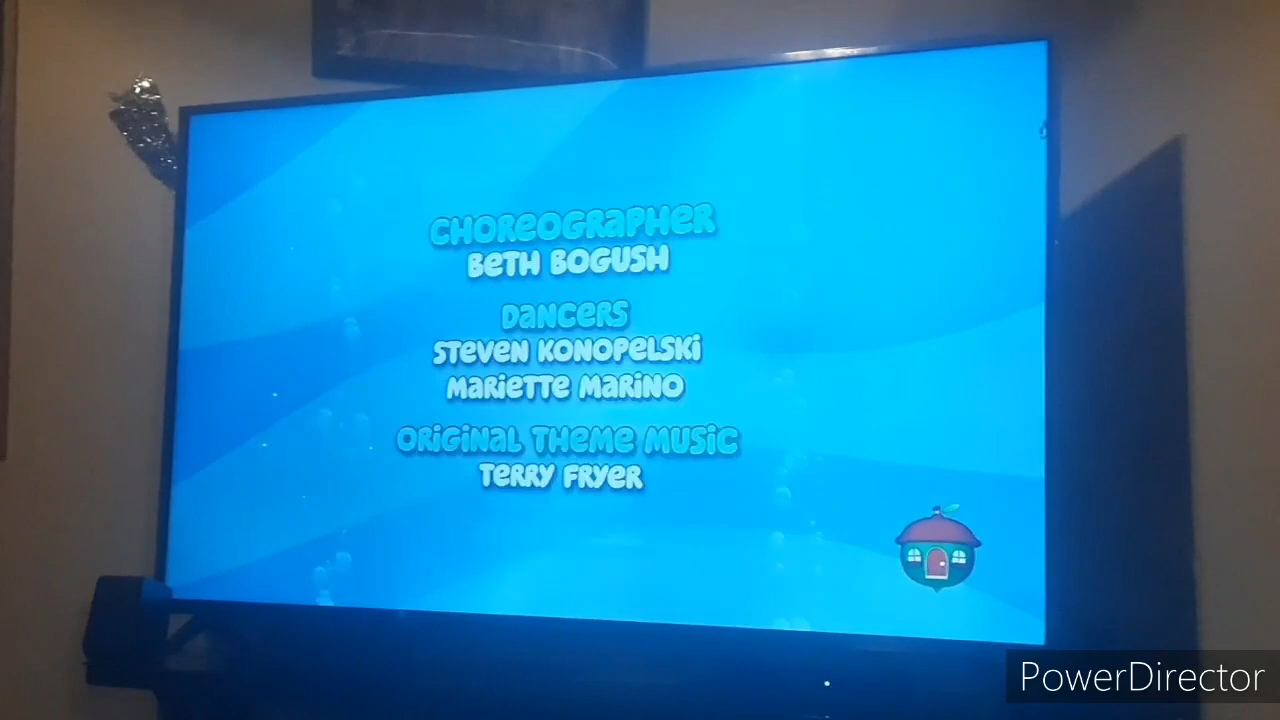 CHOReOGRaPHeR
BeTH BOGUSH
DaNCeRS
STeVeN KONOPeLSKi
MaRieTTe MaRiNO
ORiGiNaL THeMe MUSiC
TeRRY FRYeR
PowerDirector